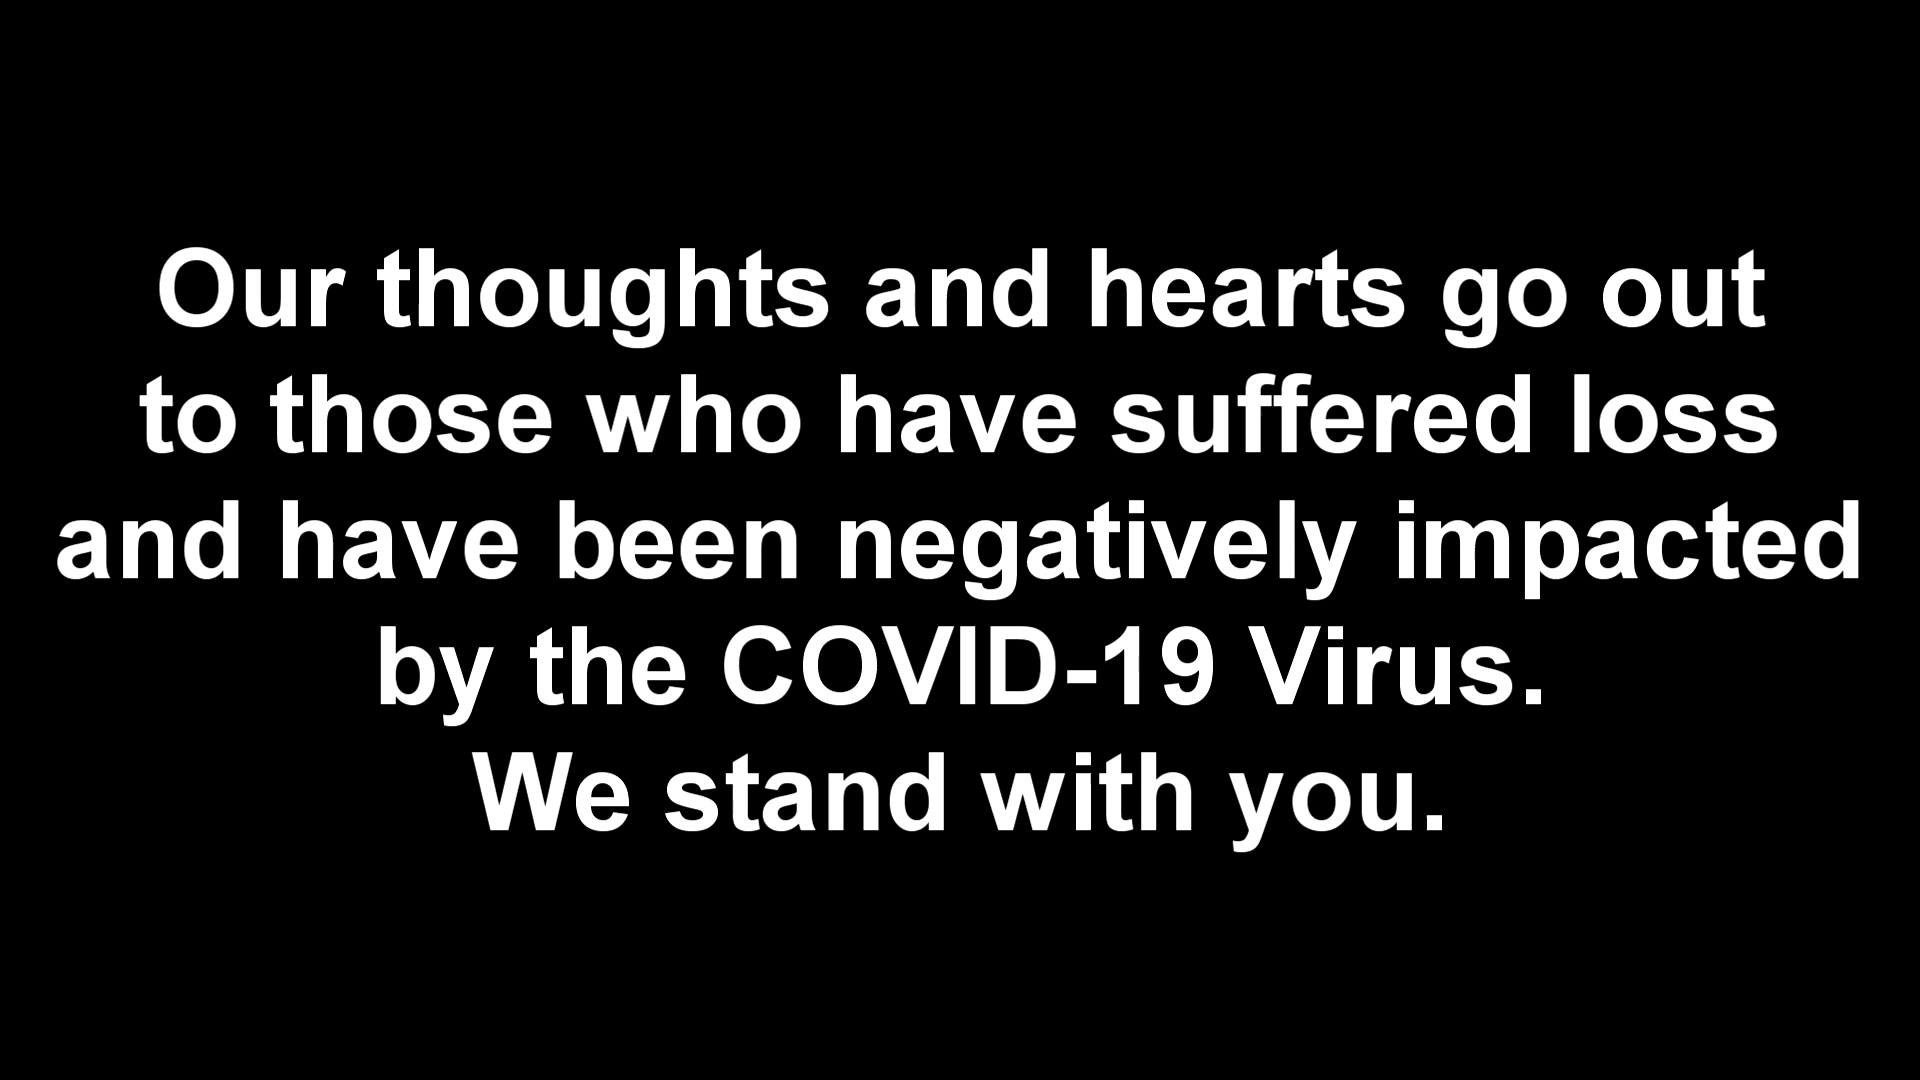 Our thoughts and hearts go out
to those who have suffered loss
and have been negatively impacted
by the COVID-19 Virus.
We stand with you.